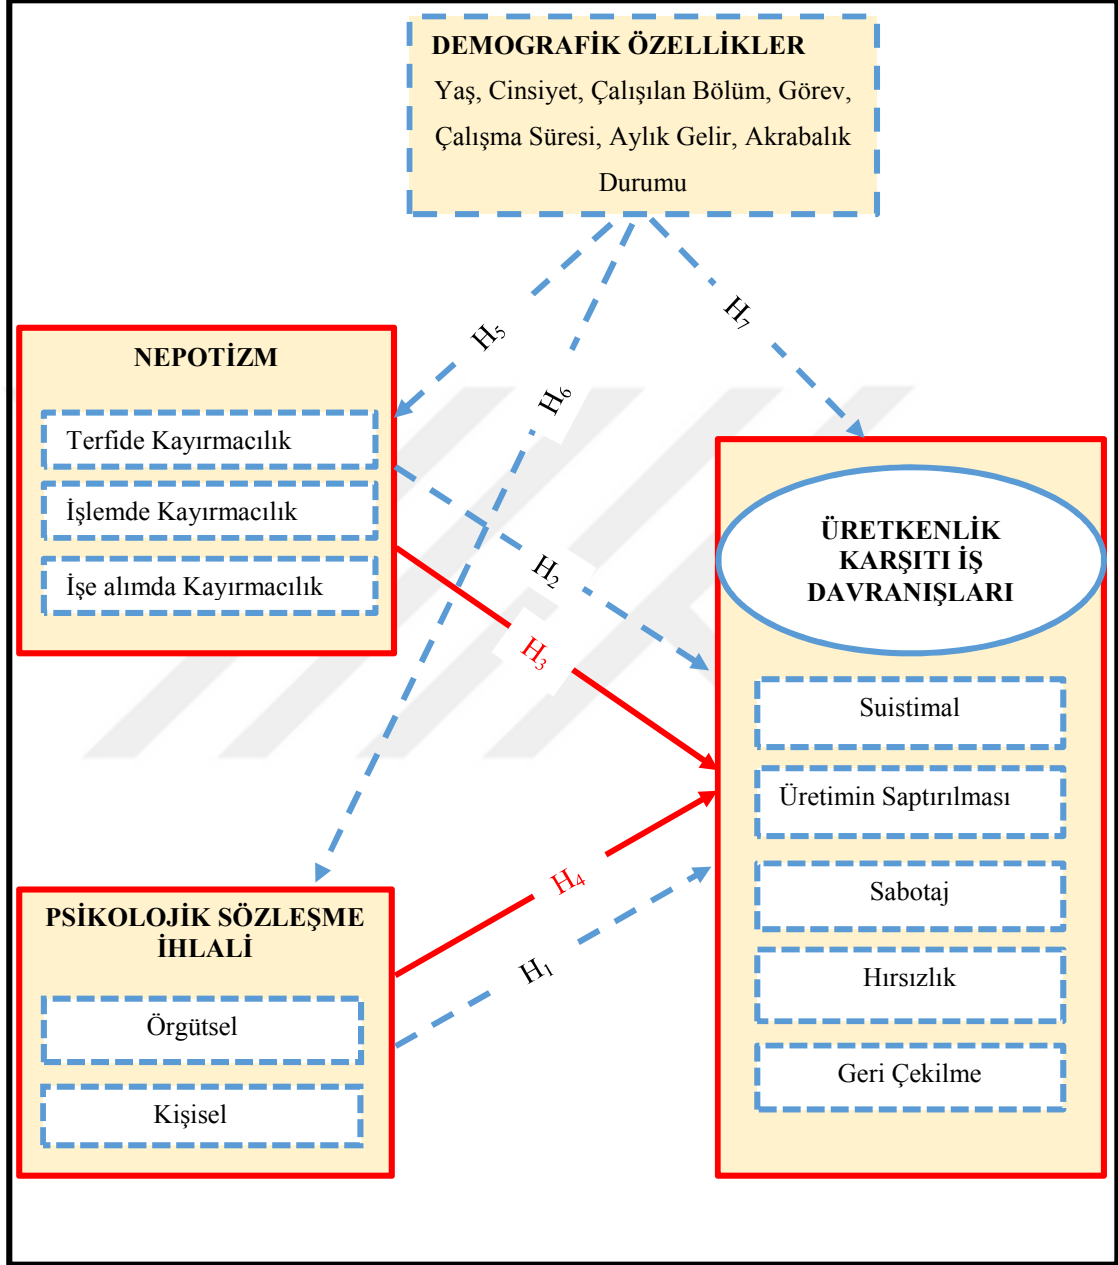 DEMOGRAFİK ÖZELLİKLER
Yaş, Cinsiyet, Çalışılan Bölüm, Görev,
Çalışma Süresi, Aylık Gelir, Akrabalık
Durumu
H₅
H₆
H₇
NEPOTİZM
Terfide Kayırmacılık
İşlemde Kayırmacılık
İşe alımda Kayırmacılık
H₂
H₃
ÜRETKENLİK
KARŞITI İŞ
DAVRANIŞLARI
Suistimal
Üretimin Saptırılması
Sabotaj
Hırsızlık
Geri Çekilme
H₄
H₁
PSİKOLOJİK SÖZLEŞME
İHLALİ
Örgütsel
Kişisel